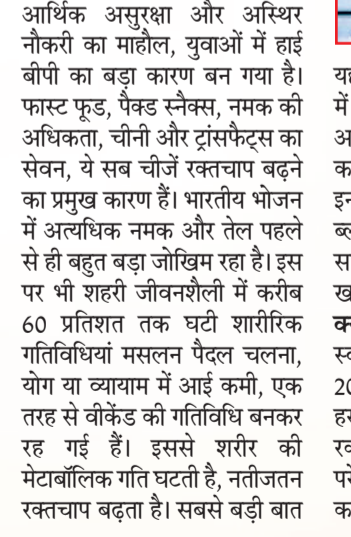 आर्थिक असुरक्षा और अस्थिर
नौकरी का माहौल, युवाओं में हाई
बीपी का बड़ा कारण बन गया है।
फास्ट फूड, पैक्ड स्नैक्स, नमक की
अधिकता, चीनी और ट्रांसफैट्स का
सेवन, ये सब चीजें रक्तचाप बढ़ने
का प्रमुख कारण हैं। भारतीय भोजन
में अत्यधिक नमक और तेल पहले
से ही बहुत बड़ा जोखिम रहा है। इस
पर भी शहरी जीवनशैली में करीब
60 प्रतिशत तक घटी शारीरिक
गतिविधियां मसलन पैदल चलना,
योग या व्यायाम में आई कमी, एक
तरह से वीकेंड की गतिविधि बनकर
रह गई हैं। इससे शरीर की
मेटाबॉलिक गति घटती है, नतीजतन
रक्तचाप बढ़ता है। सबसे बड़ी बात